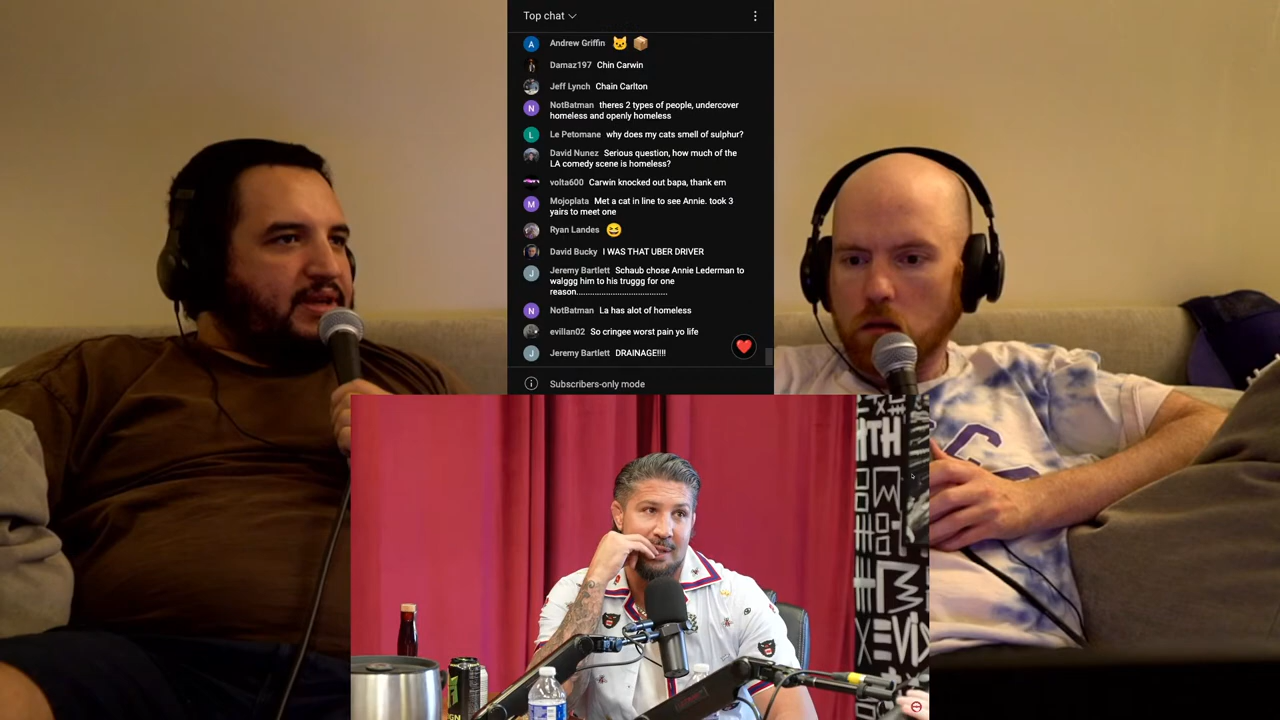 Top chat
Andrew Griffin
Damaz197 Chin Carwin
Jeff Lynch Chain Carlton
NotBatman theres 2 types of people, undercover
homeless and openly homeless
Le Petomane why does my cats smell of sulphur?
David Nunez Serious question, how much of the
LA comedy scene is homeless?
volta600 Carwin knocked out bapa, thank em
Mojoplata Met a cat in line to see Annie. took 3
yairs to meet one
Ryan Landes
David Bucky I WAS THAT UBER DRIVER
Jeremy Bartlett Schaub chose Annie Lederman to
walggg him to his truggg for one
reason.......................................
NotBatman La has alot of homeless
evillan02 So cringee worst pain yo life
Jeremy Bartlett DRAINAGE!!!!
Subscribers-only mode